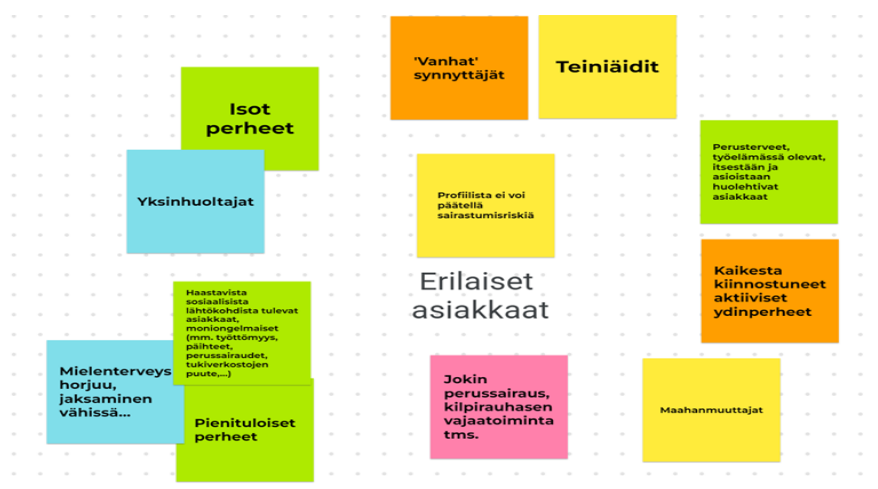 'Vanhat'
synnyttäjät
Teiniäidit
Isot
perheet
Yksinhuoltajat
Perusterveet,
työelämässä olevat,
itsestään ja
asioistaan
huolehtivat
asiakkaat
Profiilista ei voi
päätellä
sairastumisriskiä
Kaikesta
kiinnostuneet
aktiiviset
ydinperheet
Erilaiset
asiakkaat
Haastavista
sosiaalisista
lähtökohdista tulevat
asiakkaat,
moniongelmaiset
(mm. työttömyys,
päihteet,
perussairaudet,
tukiverkostojen
puute,...)
Mielenterveys
horjuu,
jaksaminen
vähissä...
Pienituloiset
perheet
Jokin
perussairaus,
kilpirauhasen
vajaatoiminta
tms.
Maahanmuuttajat